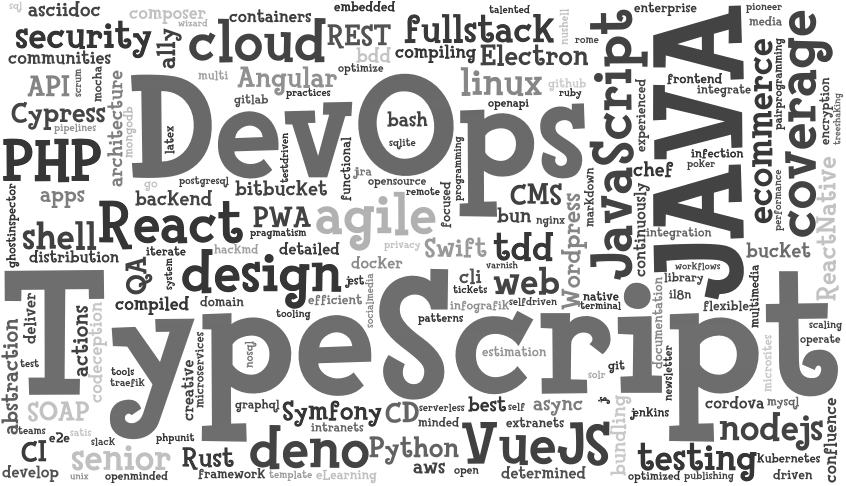 sql
asciidoc
composer
wizard
containers
embedded
talented
nushell
rome
enterprise
pioneer
media
security
ally
cloud
REST
fullstack
compiling
Electron
communities
multi
bdd
optimize
API
scrum
mocha
architecture
mongodb
Angular
gitlab
practices
linux
github
ruby
openapi
JavaScript
experienced
frontend
integrate
JAVA
ecommerce
pairprogramming
coverage
encryption
treechaking
Cypress
pipelines
DevOps
latex
bash
sqlite
testdriven
functional
programming
PHP
go
postgresql
jira
opensource
remote
focused
chef
infection
poker
performance
apps
backend
bitbucket
CMS
markdown
continuously
ghostinspector
shell
React
PWA
pragmatism
agile
privacy
bun
nginx
Wordpress
integration
ReactNative
bucket
distribution
iterate
hackmd
detailed
docker
Swift
tdd
varnish
workflows
library
QA
system
design
jest
cli
tickets
web
il8n
multimedia
compiled
domain
efficient
socialmedia
infografik
selfdriven
native
terminal
documentation
flexible
tooling
patterns
TypeScript
abstraction
deliver
test
actions
codeception
tools
traefik
creative
microservices
nosql
estimation
solr
git
newsletter
microsites
scaling
operate
SOAP
graphql
Symfony
CD
serverless
best
self
async
js
bundling
jenkins
cordova
mysql
confluence
teams
satis
slack
phpunit
intranets
minded
extranets
nodejs
CI
e2e
senior
Rust
deno
Python
VueJS
testing
kubernetes
develop
unix
openminded
framework
template
eLearning
aws
open
determined
optimized
publishing
driven